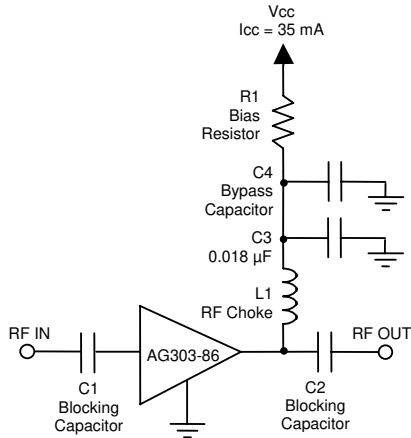 Vcc
Icc = 35 mA
R1
Bias
Resistor
C4
Bypass
Capacitor
C3
0.018 µF
L1
RF Choke
RF IN
AG303-86
RF OUT
C1
Blocking
Capacitor
C2
Blocking
Capacitor